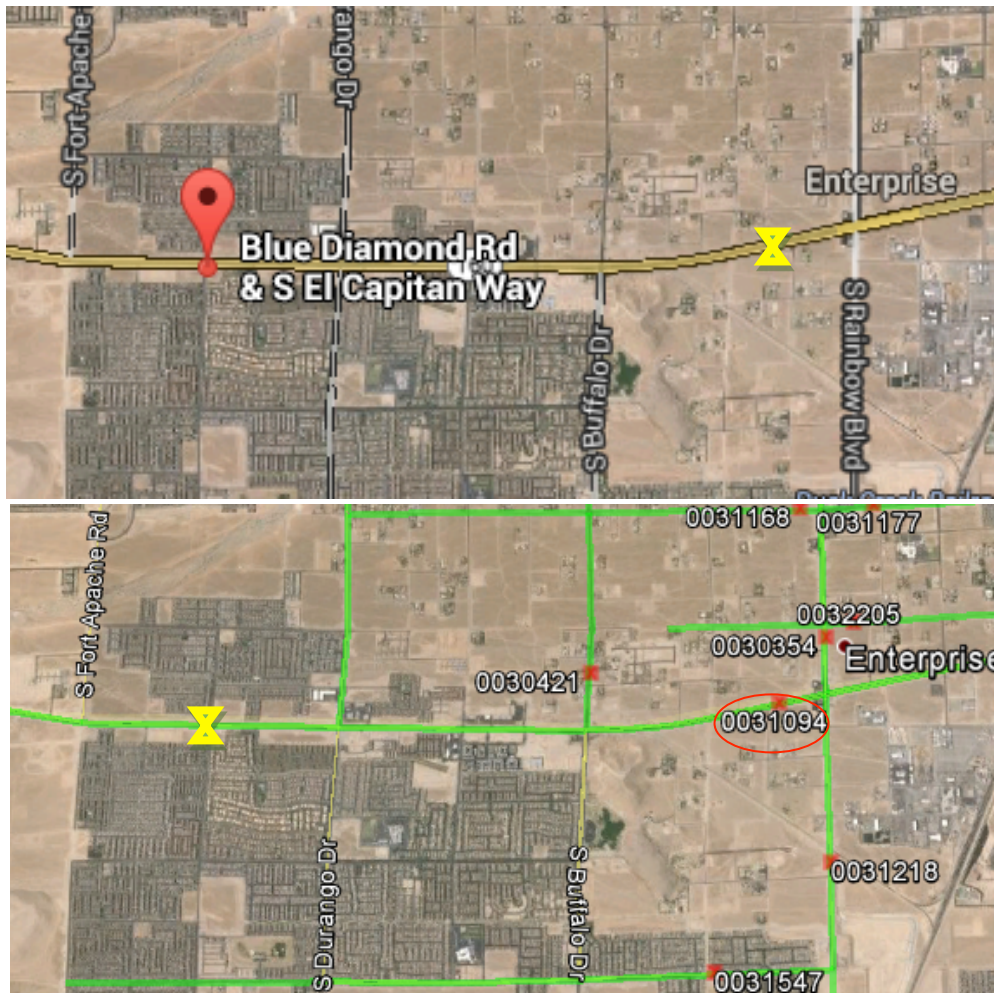 S Fort Apache
ango Dr
Enterprise
Blue Diamond Rd
& S El Capitan Way
S Rainbow Blvd
S Buffalo Dr
0031168
0031177
S Fort Apache Rd
0032205
0030354
Enterprise
0030421
0031094
0031218
S Durango Dr
S Buffalo Dr
0031547